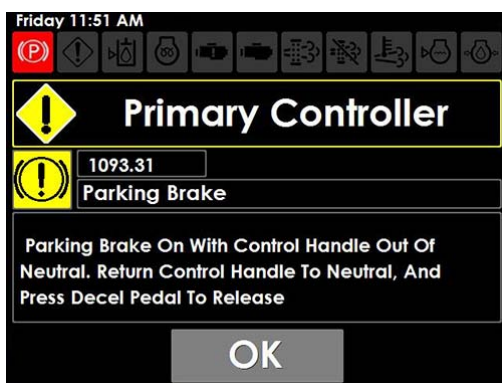 Friday 11:51 AM
(P)
Primary Controller
1093.31
Parking Brake
Parking Brake On With Control Handle Out Of
Neutral. Return Control Handle To Neutral, And
Press Decel Pedal To Release
OK